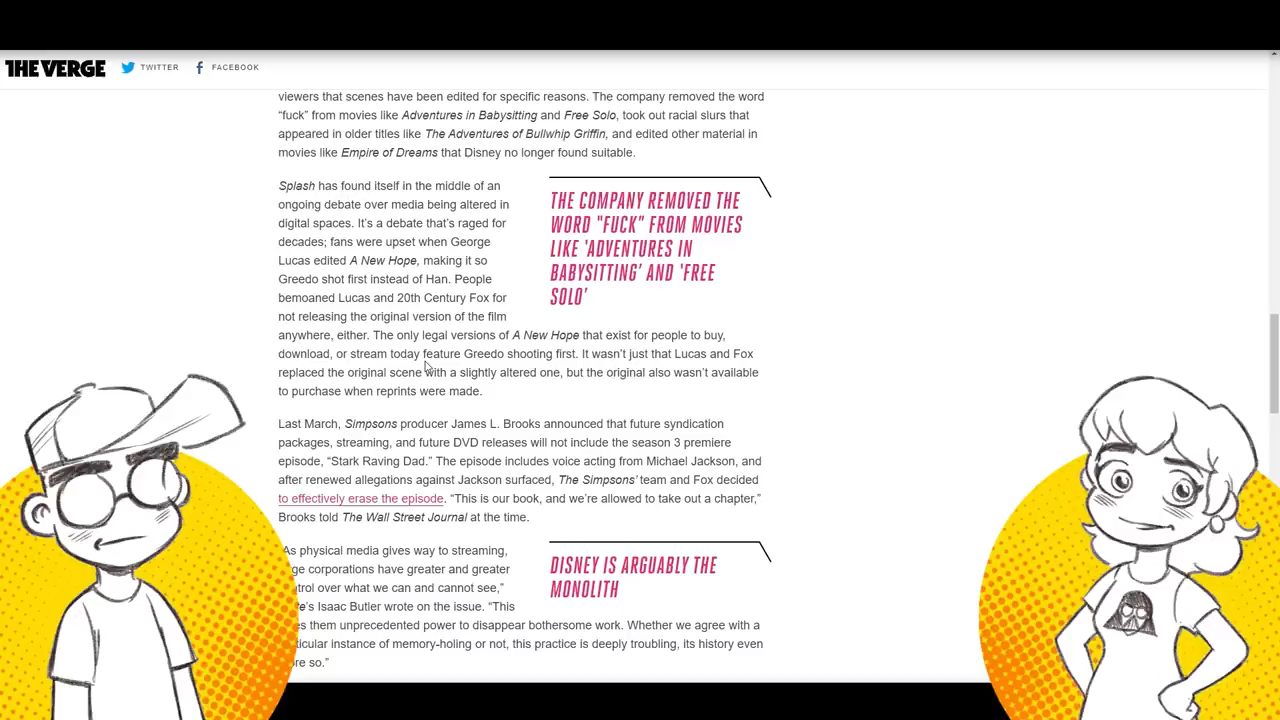 THE VERGE
TWITTER
FACEBOOK
viewers that scenes have been edited for specific reasons. The company removed the word
“fuck” from movies like Adventures in Babysitting and Free Solo, took out racial slurs that
appeared in older titles like The Adventures of Bullwhip Griffin, and edited other material in
movies like Empire of Dreams that Disney no longer found suitable.
Splash has found itself in the middle of an
ongoing debate over media being altered in
digital spaces. It’s a debate that’s raged for
decades; fans were upset when George
Lucas edited A New Hope, making it so
Greedo shot first instead of Han. People
bemoaned Lucas and 20th Century Fox for
not releasing the original version of the film
anywhere, either. The only legal versions of A New Hope that exist for people to buy,
download, or stream today feature Greedo shooting first. It wasn’t just that Lucas and Fox
replaced the original scene with a slightly altered one, but the original also wasn’t available
to purchase when reprints were made.
THE COMPANY REMOVED THE
WORD "FUCK" FROM MOVIES
LIKE 'ADVENTURES IN
BABYSITTING' AND 'FREE
SOLO'
Last March, Simpsons producer James L. Brooks announced that future syndication
packages, streaming, and future DVD releases will not include the season 3 premiere
episode, “Stark Raving Dad.” The episode includes voice acting from Michael Jackson, and
after renewed allegations against Jackson surfaced, The Simpsons’ team and Fox decided
to effectively erase the episode. “This is our book, and we’re allowed to take out a chapter,”
Brooks told The Wall Street Journal at the time.
As physical media gives way to streaming,
corporations have greater and greater
over what we can and cannot see,”
’s Isaac Butler wrote on the issue. “This
them unprecedented power to disappear bothersome work. Whether we agree with a
instance of memory-holing or not, this practice is deeply troubling, its history even
so.”
DISNEY IS ARGUABLY THE
MONOLITH